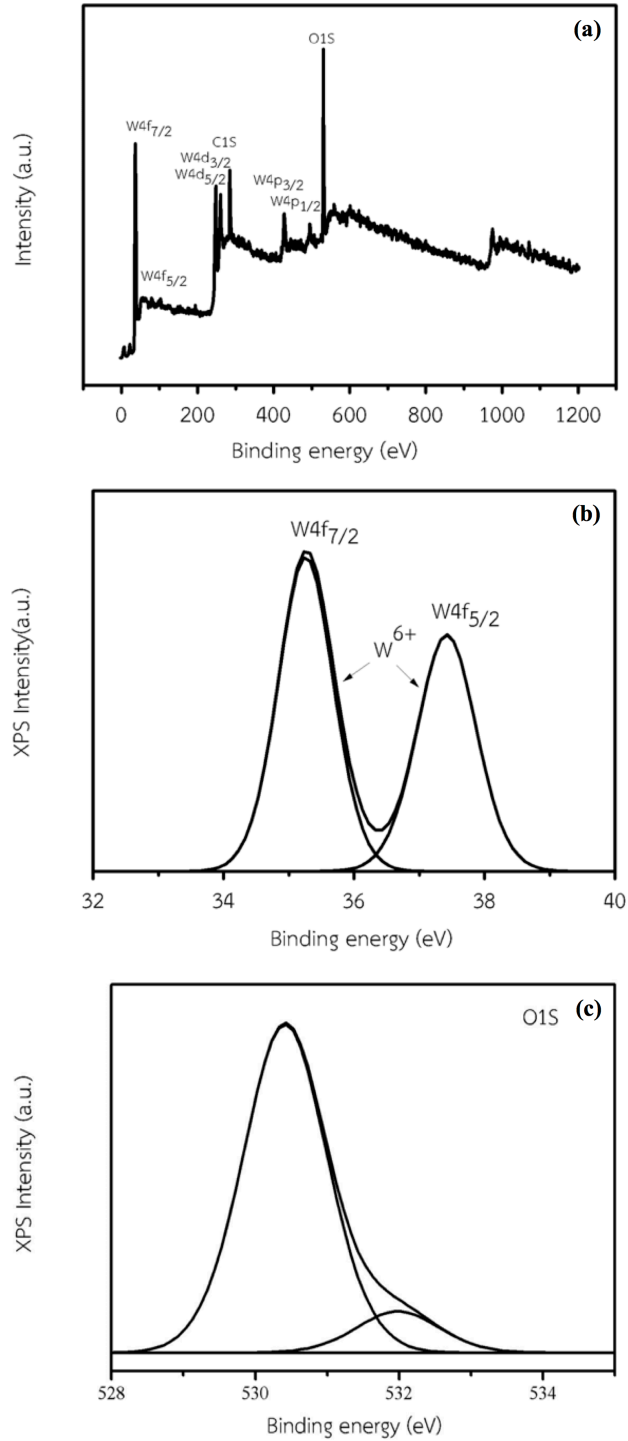 (a)
O1S
W4f7/2
C1S
W4d3/2
W4d5/2
W4p3/2
W4p1/2
W4f5/2
Intensity (a.u.)
0 200 400 600 800 1000 1200
Binding energy (eV)
(b)
W4f7/2
W4f5/2
W6+
XPS Intensity(a.u.)
32 34 36 38 40
Binding energy (eV)
O1S (c)
XPS Intensity (a.u.)
528 530 532 534
Binding energy (eV)